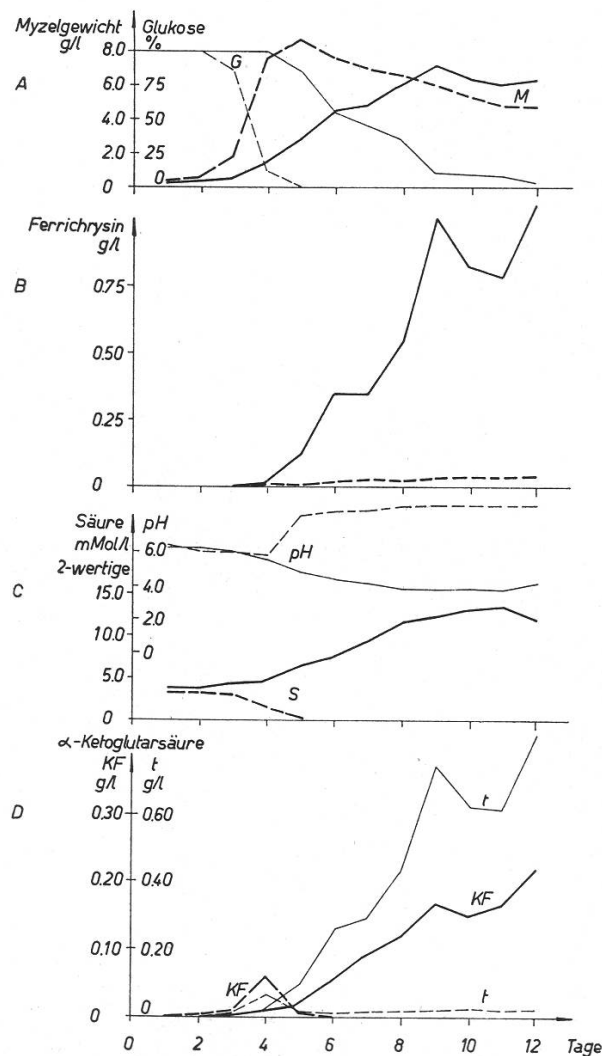 Myzelgewicht Glukose
g/l %
8.0
G
6.0 75
A
M
4.0 50
2.0 25
0 0
Ferrichrysin
g/l
B
0.75
0.50
0.25
0
Säure pH
mMol/l 6.0
pH
2-wertige
C 4.0
15.0
2.0
10.0
0
5.0
S
0
α-Ketoglutarsäure
KF t
g/l g/l
t
D 0.30 0.60
0.20 0.40
KF
0.10 0.20
KF
t
0 0
0 2 4 6 8 10 12 Tage